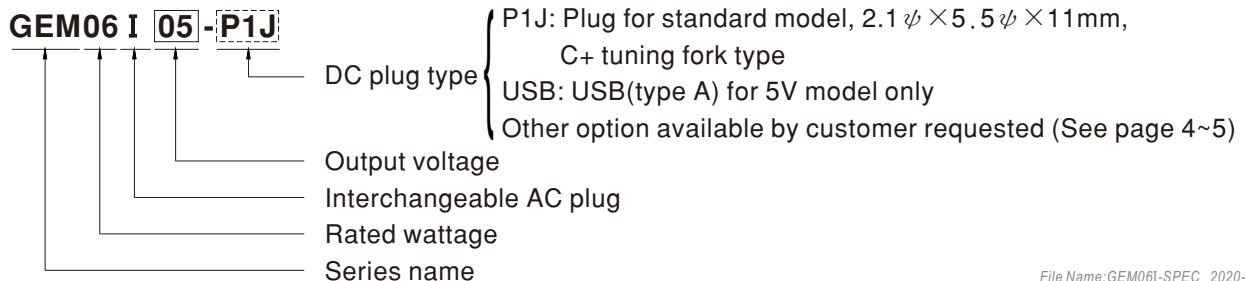 GEM06 I 05 - P1J
P1J: Plug for standard model, 2.1ψ×5.5ψ×11mm,
C+ tuning fork type
DC plug type
USB: USB(type A) for 5V model only
Other option available by customer requested (See page 4~5)
Output voltage
Interchangeable AC plug
Rated wattage
Series name
File Name:GEM06I-SPEC 2020-